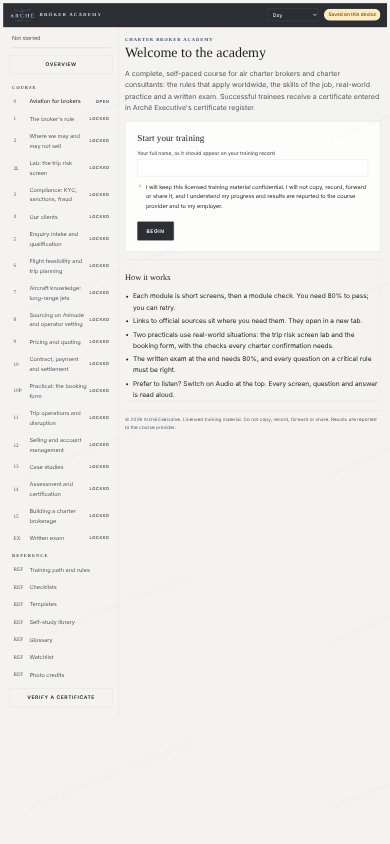 ARCHÉ BROKER ACADEMY
Day
Saved on this device
Not started
OVERVIEW
COURSE
0 Aviation for brokers OPEN
1 The broker's role LOCKED
2 Where we may and may not sell LOCKED
2L Lab: the trip risk screen LOCKED
3 Compliance: KYC, sanctions, fraud LOCKED
4 Our clients LOCKED
5 Enquiry intake and qualification LOCKED
6 Flight feasibility and trip planning LOCKED
7 Aircraft knowledge: long-range jets LOCKED
8 Sourcing on Avinode and operator vetting LOCKED
9 Pricing and quoting LOCKED
10 Contract, payment and settlement LOCKED
10P Practical: the booking form LOCKED
11 Trip operations and disruption LOCKED
12 Selling and account management LOCKED
13 Case studies LOCKED
14 Assessment and certification LOCKED
15 Building a charter brokerage LOCKED
EX Written exam LOCKED
REFERENCE
REF Training path and rules
REF Checklists
REF Templates
REF Self-study library
REF Glossary
REF Watchlist
REF Photo credits
VERIFY A CERTIFICATE
CHARTER BROKER ACADEMY
Welcome to the academy
A complete, self-paced course for air charter brokers and charter
consultants: the rules that apply worldwide, the skills of the job, real-world
practice and a written exam. Successful trainees receive a certificate entered
in Arché Executive's certificate register.
Start your training
Your full name, as it should appear on your training record
I will keep this licensed training material confidential. I will not copy, record, forward
or share it, and I understand my progress and results are reported to the course
provider and to my employer.
BEGIN
How it works
• Each module is short screens, then a module check. You need 80% to pass;
you can retry.
• Links to official sources sit where you need them. They open in a new tab.
• Two practicals use real-world situations: the trip risk screen lab and the
booking form, with checks every charter confirmation needs.
• The written exam at the end needs 80%, and every question on a critical rule
must be right.
• Prefer to listen? Switch on Audio at the top. Every screen, question and answer
is read aloud.
© 2026 Arché Executive. Licensed training material. Do not copy, record, forward or share. Results are reported
to the course provider.